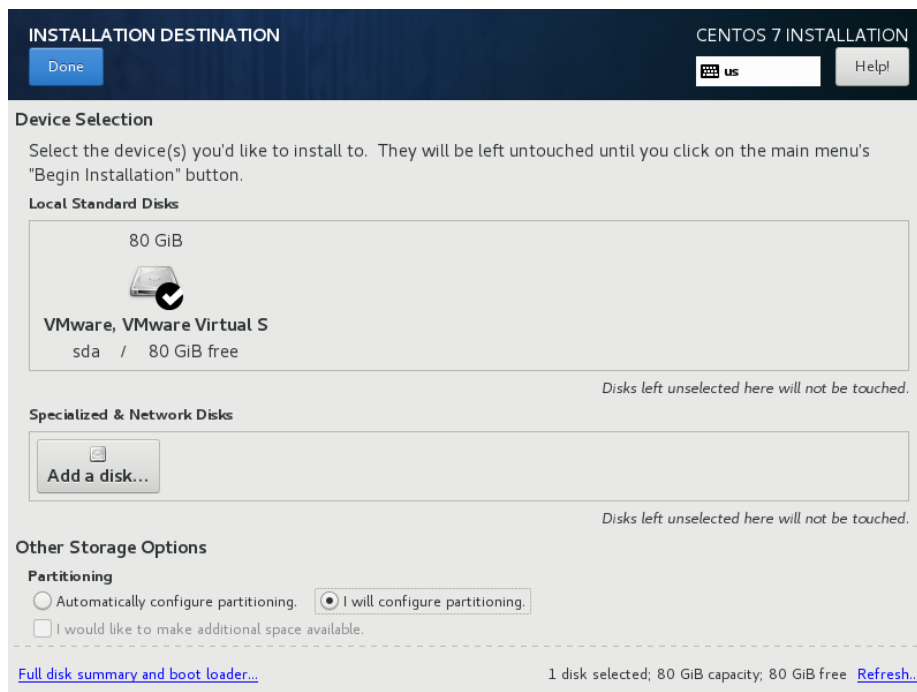 INSTALLATION DESTINATION
CENTOS 7 INSTALLATION
Done
us
Help!
Device Selection
Select the device(s) you'd like to install to. They will be left untouched until you click on the main menu's
"Begin Installation" button.
Local Standard Disks
80 GiB
VMware, VMware Virtual S
sda / 80 GiB free
Disks left unselected here will not be touched.
Specialized & Network Disks
Add a disk...
Disks left unselected here will not be touched.
Other Storage Options
Partitioning
Automatically configure partitioning. I will configure partitioning.
I would like to make additional space available.
Full disk summary and boot loader... 1 disk selected; 80 GiB capacity; 80 GiB free Refresh..